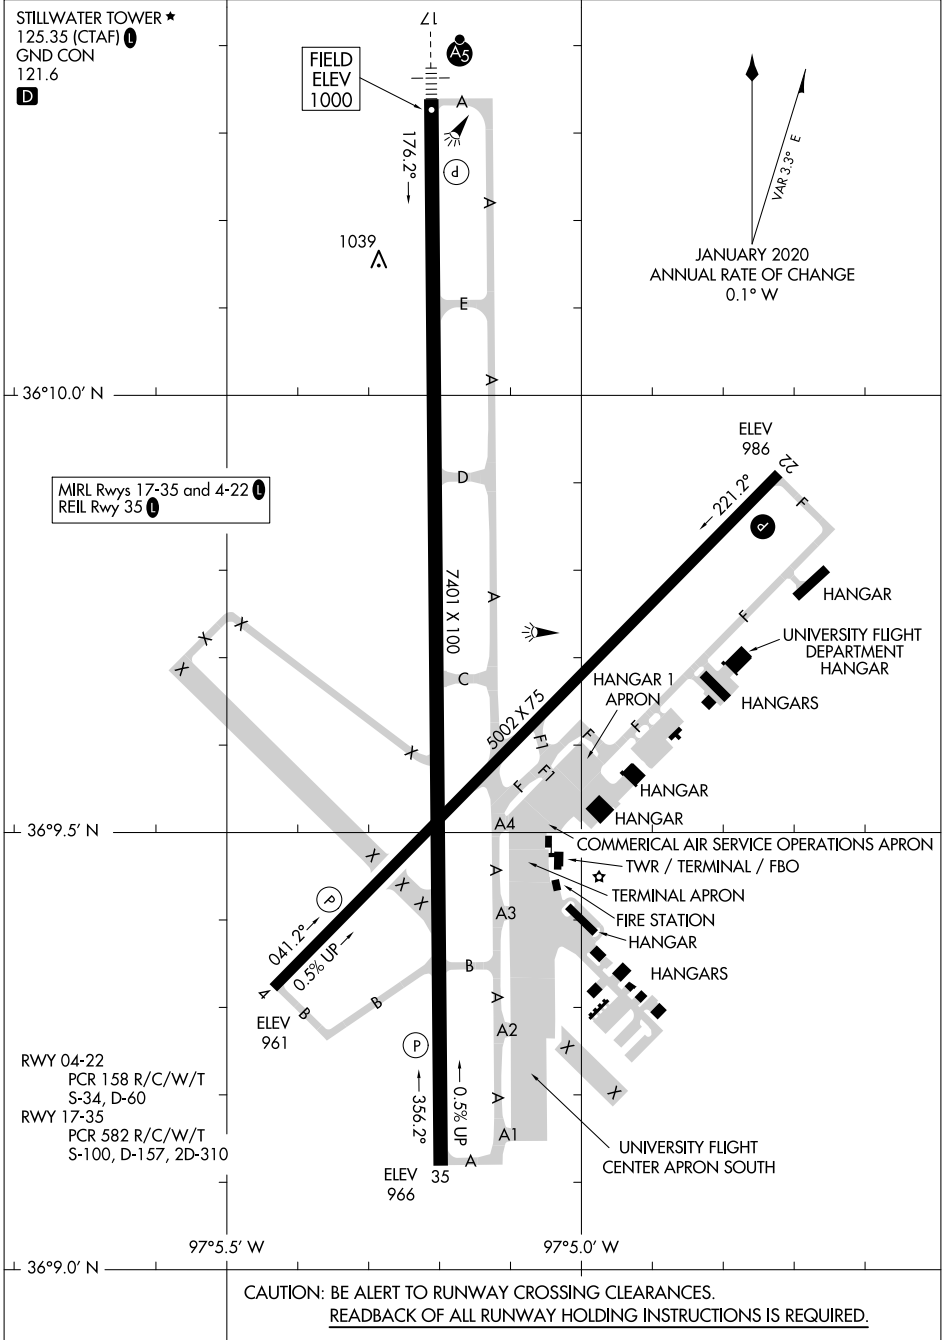 STILLWATER TOWER ★
125.35 (CTAF) L
GND CON
121.6
D
17
A5
FIELD
ELEV
1000
A
176.2°
P
VAR 3.3° E
JANUARY 2020
ANNUAL RATE OF CHANGE
0.1° W
A
1039
E
A
36°10.0' N
ELEV
986
22
D
MIRL Rwys 17-35 and 4-22 L
REIL Rwy 35 L
221.2°
F
P
7401 X 100
A
HANGAR
F
X
X
X
UNIVERSITY FLIGHT
DEPARTMENT
HANGAR
C
HANGAR 1
APRON
HANGARS
5002 X 75
F1
F
F
X
F1
F
HANGAR
HANGAR
36°9.5' N
A4
COMMERICAL AIR SERVICE OPERATIONS APRON
TWR / TERMINAL / FBO
X
A
X
X
TERMINAL APRON
P
A3
FIRE STATION
HANGAR
041.2°
0.5% UP
B
HANGARS
4
B
B
A
ELEV
961
A2
P
X
RWY 04-22
PCR 158 R/C/W/T
S-34, D-60
RWY 17-35
PCR 582 R/C/W/T
S-100, D-157, 2D-310
356.2°
0.5% UP
A
X
A1
UNIVERSITY FLIGHT
CENTER APRON SOUTH
A
ELEV
966
35
97°5.5' W
97°5.0' W
36°9.0' N
CAUTION: BE ALERT TO RUNWAY CROSSING CLEARANCES.
READBACK OF ALL RUNWAY HOLDING INSTRUCTIONS IS REQUIRED.